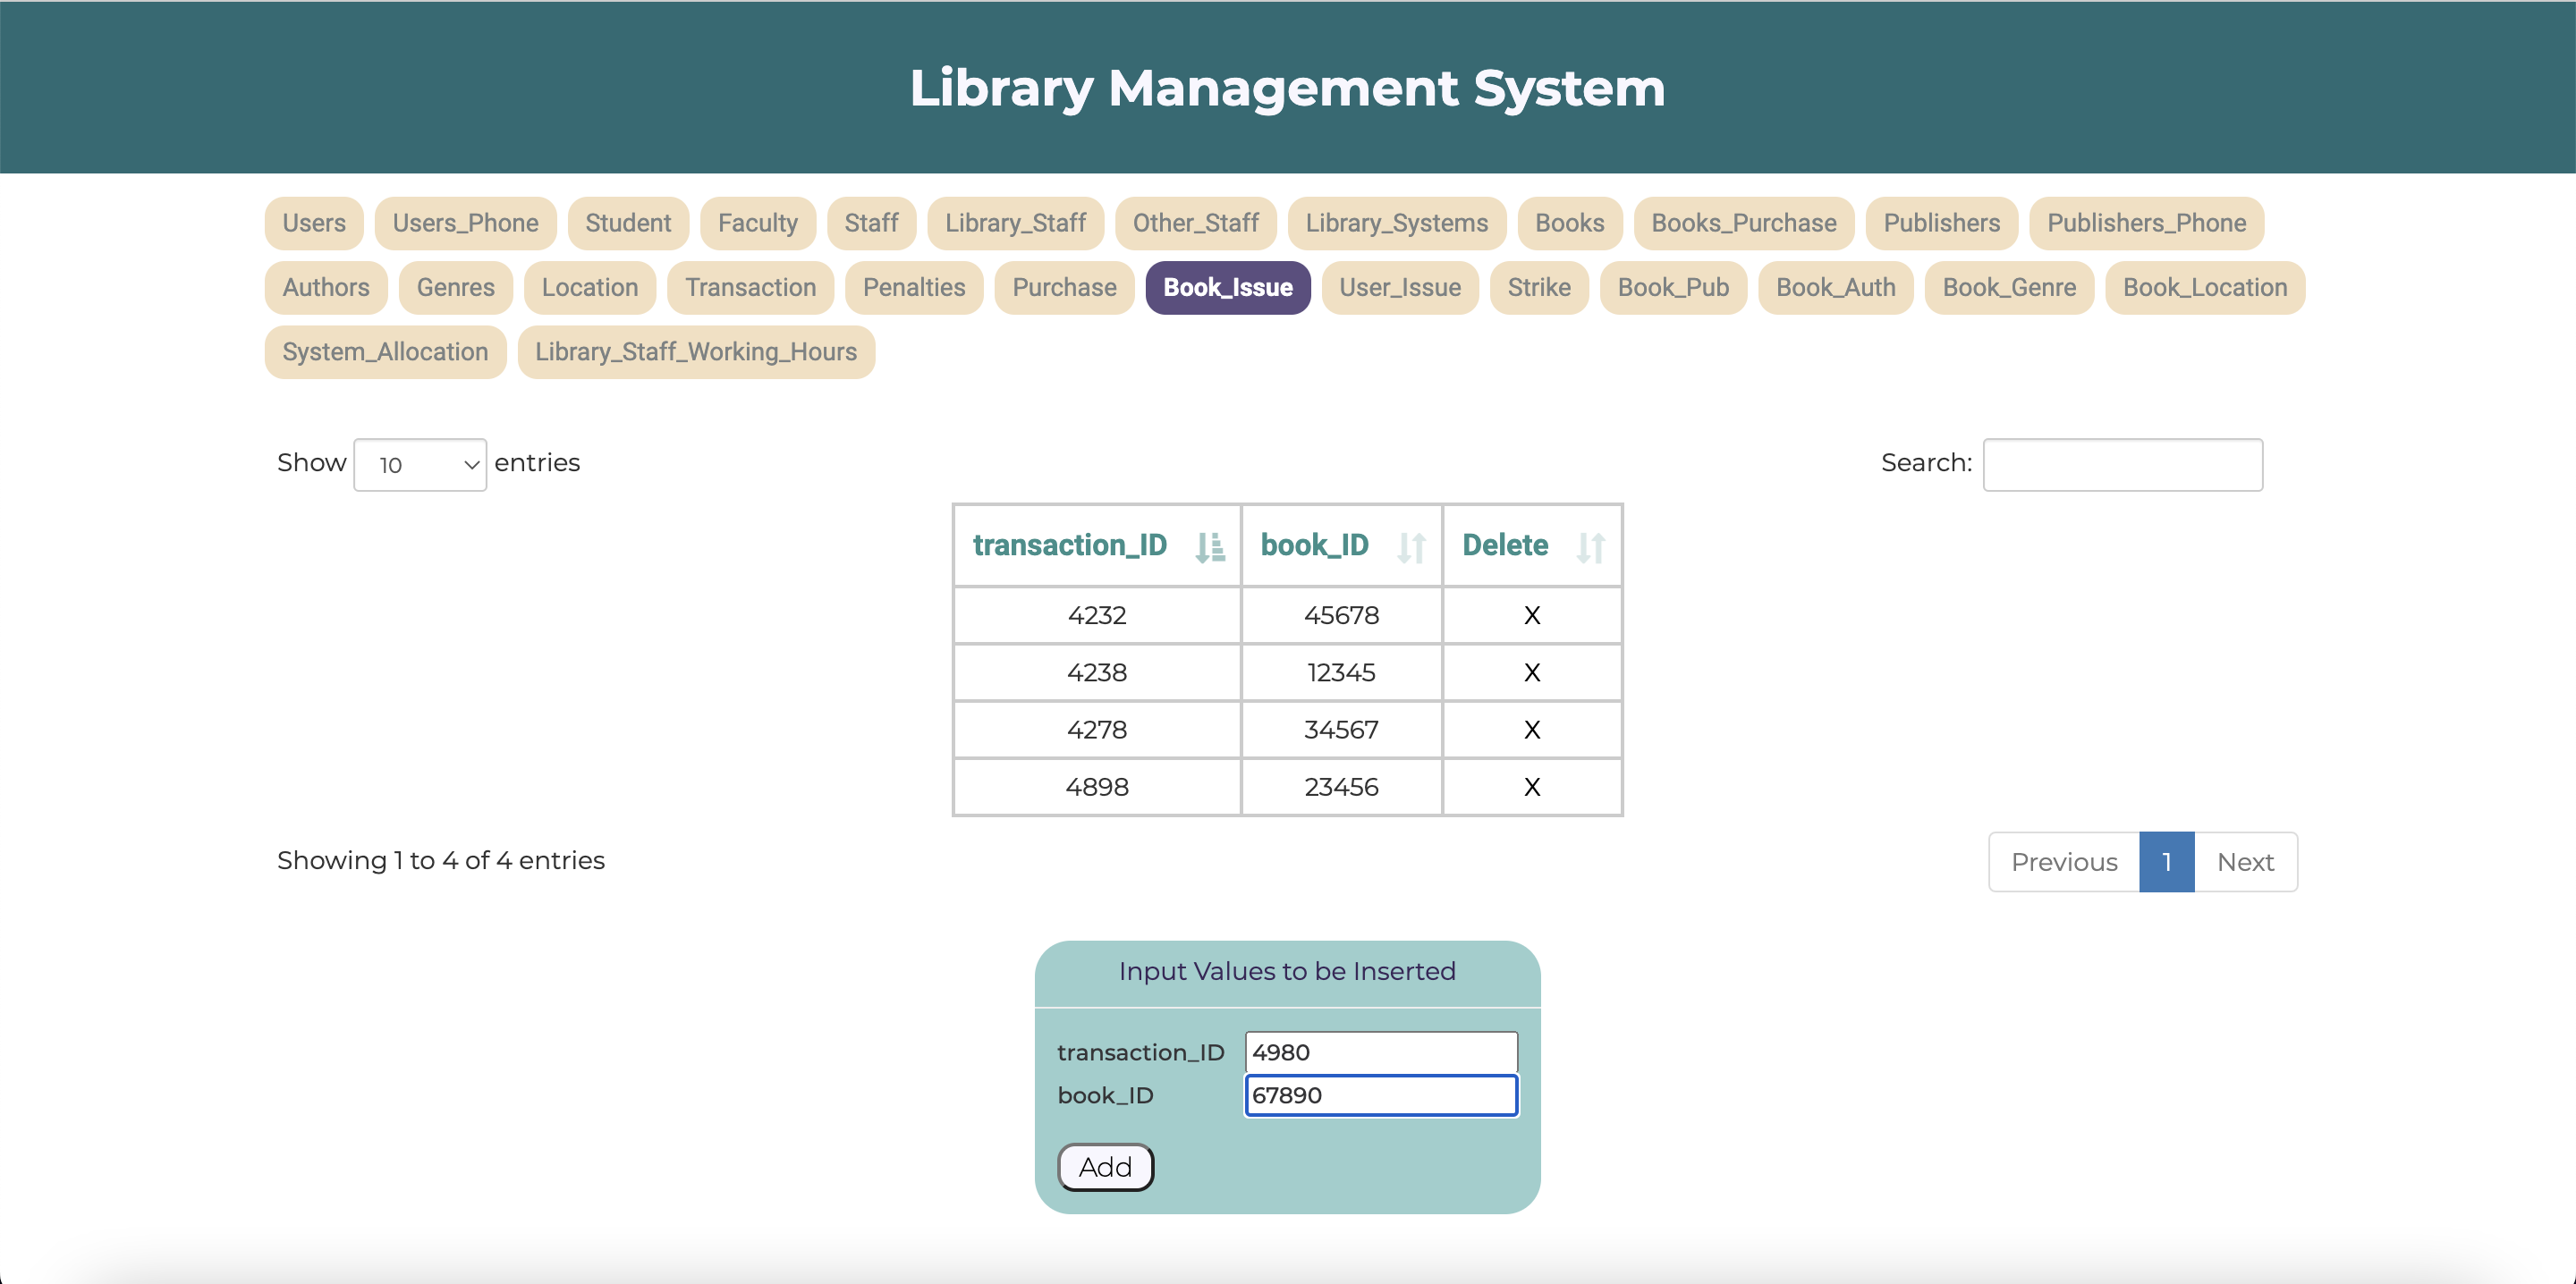 Library Management System
Users Users_Phone Student Faculty Staff Library_Staff Other_Staff Library_Systems Books Books_Purchase Publishers Publishers_Phone
Authors Genres Location Transaction Penalties Purchase Book_Issue User_Issue Strike Book_Pub Book_Auth Book_Genre Book_Location
System_Allocation Library_Staff_Working_Hours
Show 10 entries Search:
transaction_ID book_ID Delete
4232 45678 X
4238 12345 X
4278 34567 X
4898 23456 X
Showing 1 to 4 of 4 entries Previous 1 Next
Input Values to be Inserted
transaction_ID 4980
book_ID 67890
Add